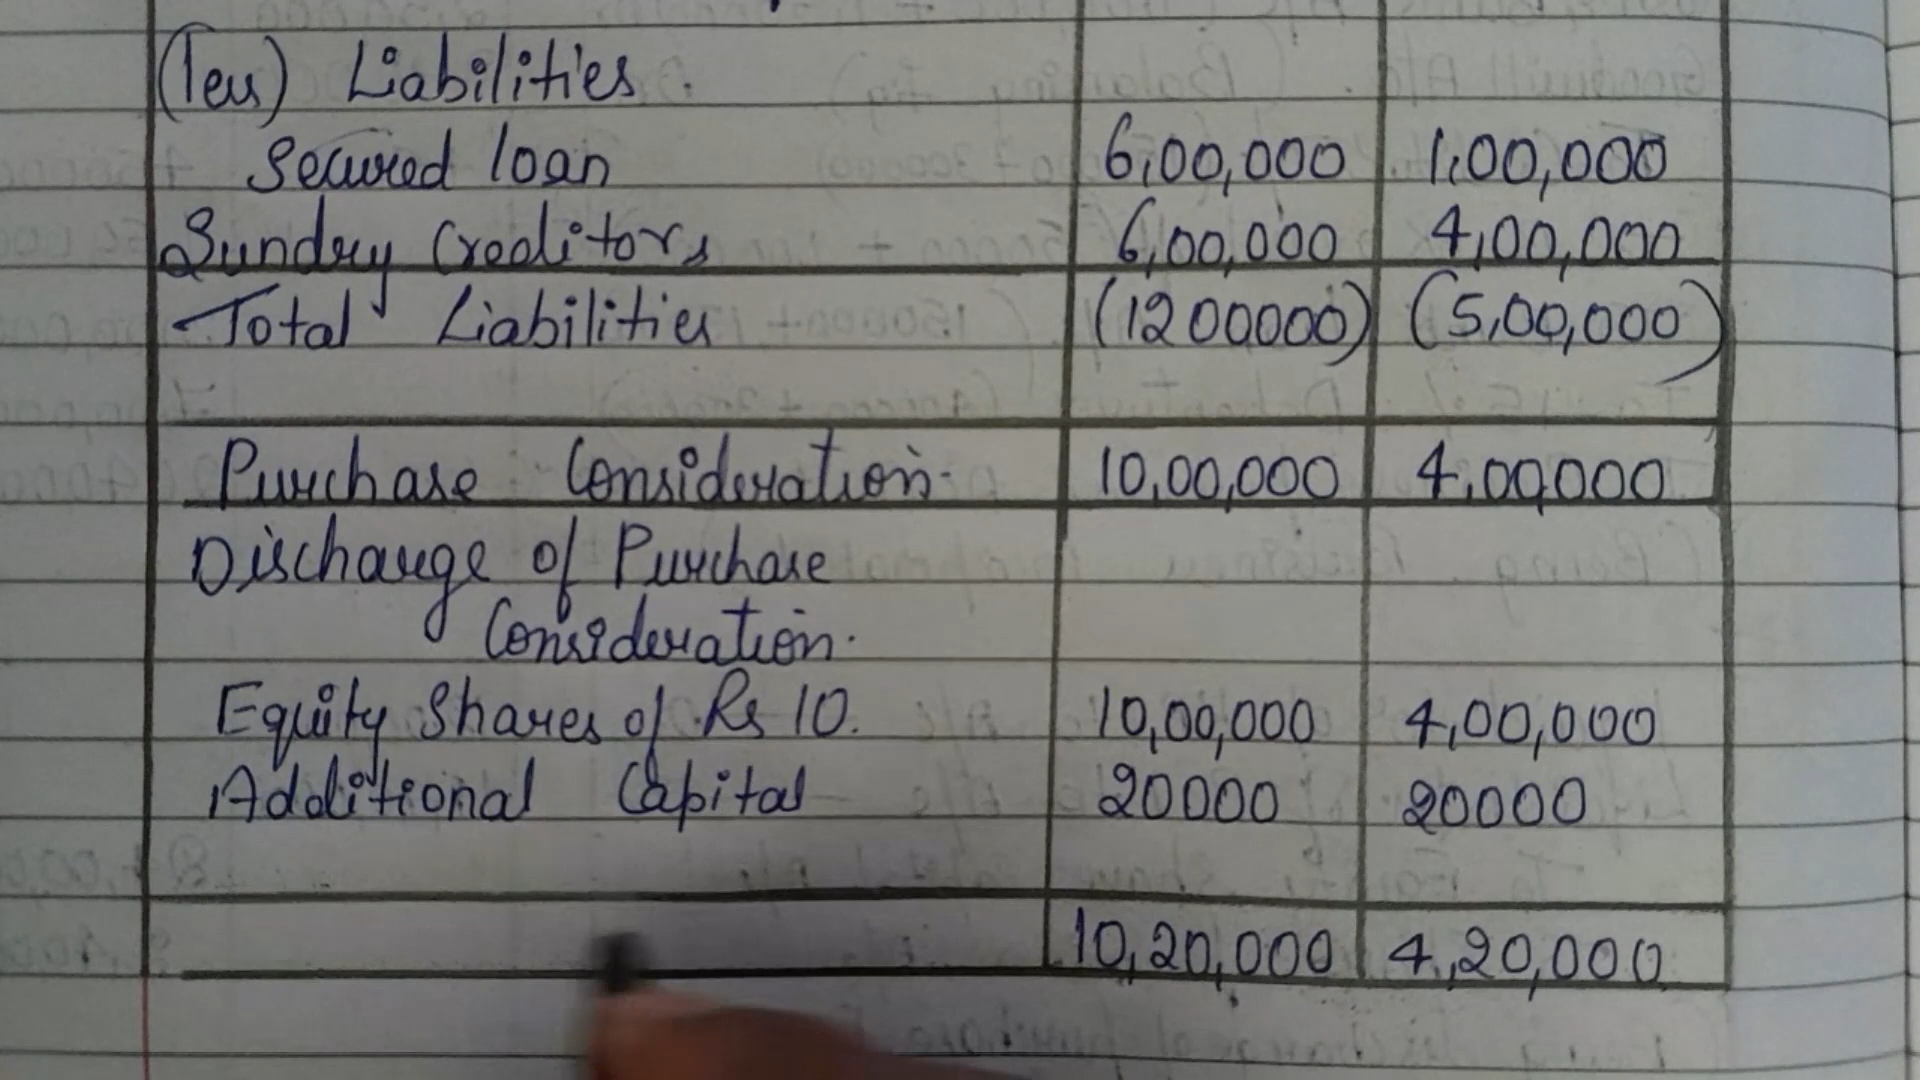 (Less) Liabilities.
Secured loan 6,00,000 1,00,000
Sundry Creditors 6,00,000 4,00,000
Total Liabilities (1200000) (5,00,000)
Purchase Consideration. 10,00,000 4,00000
Discharge of Purchase
Consideration.
Equity Shares of Rs 10. 10,00,000 4,00,000
Additional Capital 20000 20000
10,20,000 4,20,000